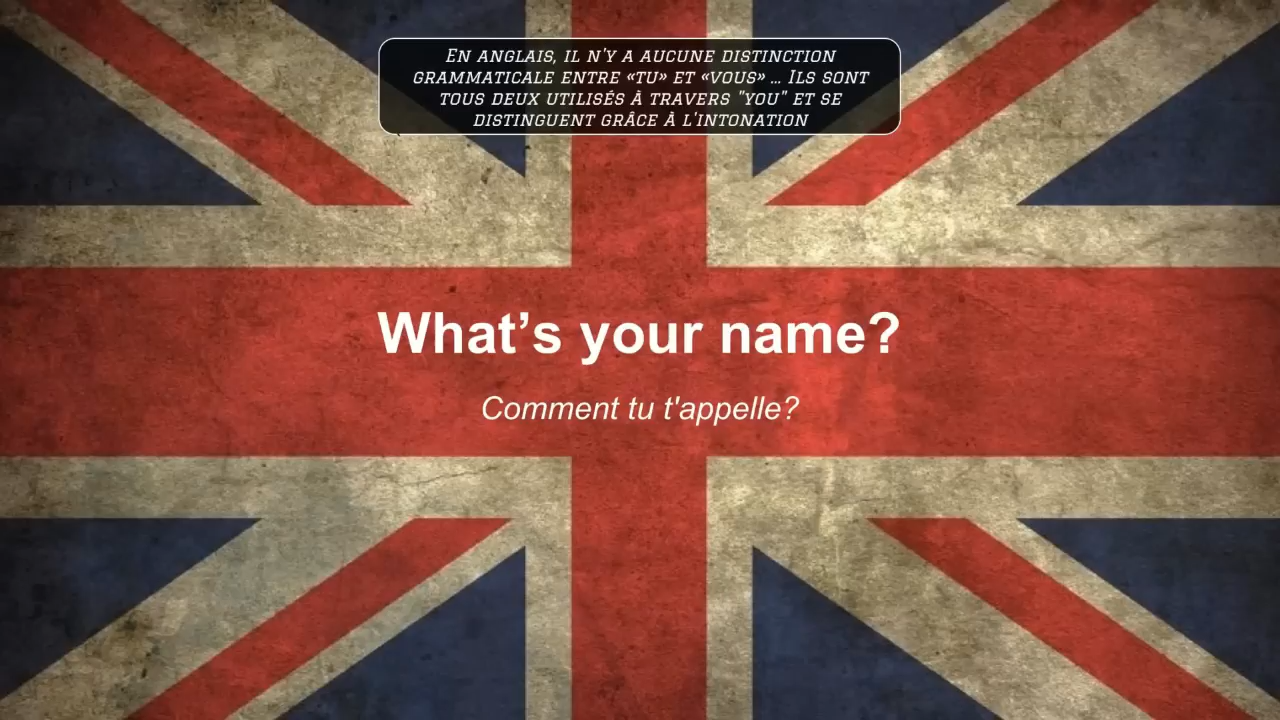 En anglais, il n'y a aucune distinction
grammaticale entre «tu» et «vous» ... Ils sont
tous deux utilisés à travers "you" et se
distinguent grâce à l'intonation
What’s your name?
Comment tu t'appelle?